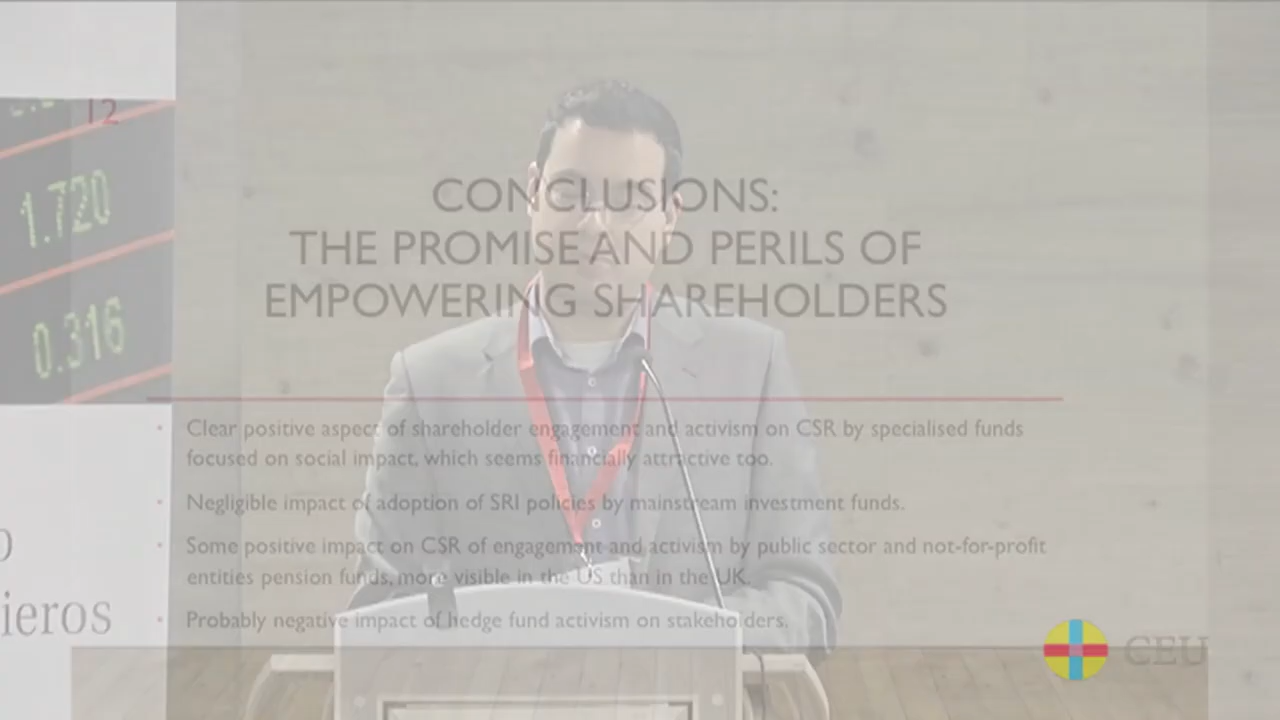 12
1.720
0.316
CONCLUSIONS:
THE PROMISE AND PERILS OF
EMPOWERING SHAREHOLDERS
• Clear positive aspect of shareholder engagement and activism on CSR by specialised funds
focused on social impact, which seems financially attractive too.
• Negligible impact of adoption of SRI policies by mainstream investment funds.
• Some positive impact on CSR of engagement and activism by public sector and not-for-profit
entities pension funds, more visible in the US than in the UK.
• Probably negative impact of hedge fund activism on stakeholders.
ieros
CEU